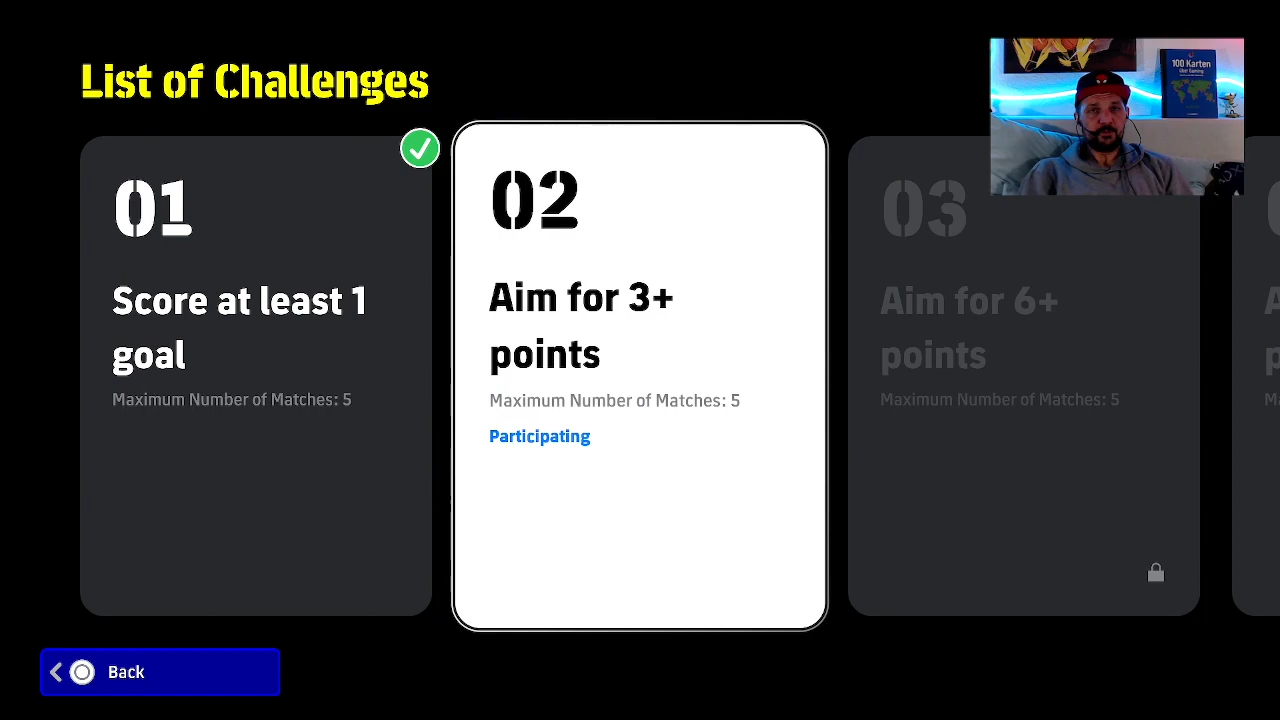 List of Challenges
100 Karten
über Gaming
01
Score at least 1
goal
Maximum Number of Matches: 5
02
Aim for 3+
points
Maximum Number of Matches: 5
Participating
03
Aim for 6+
points
Maximum Number of Matches: 5
Back